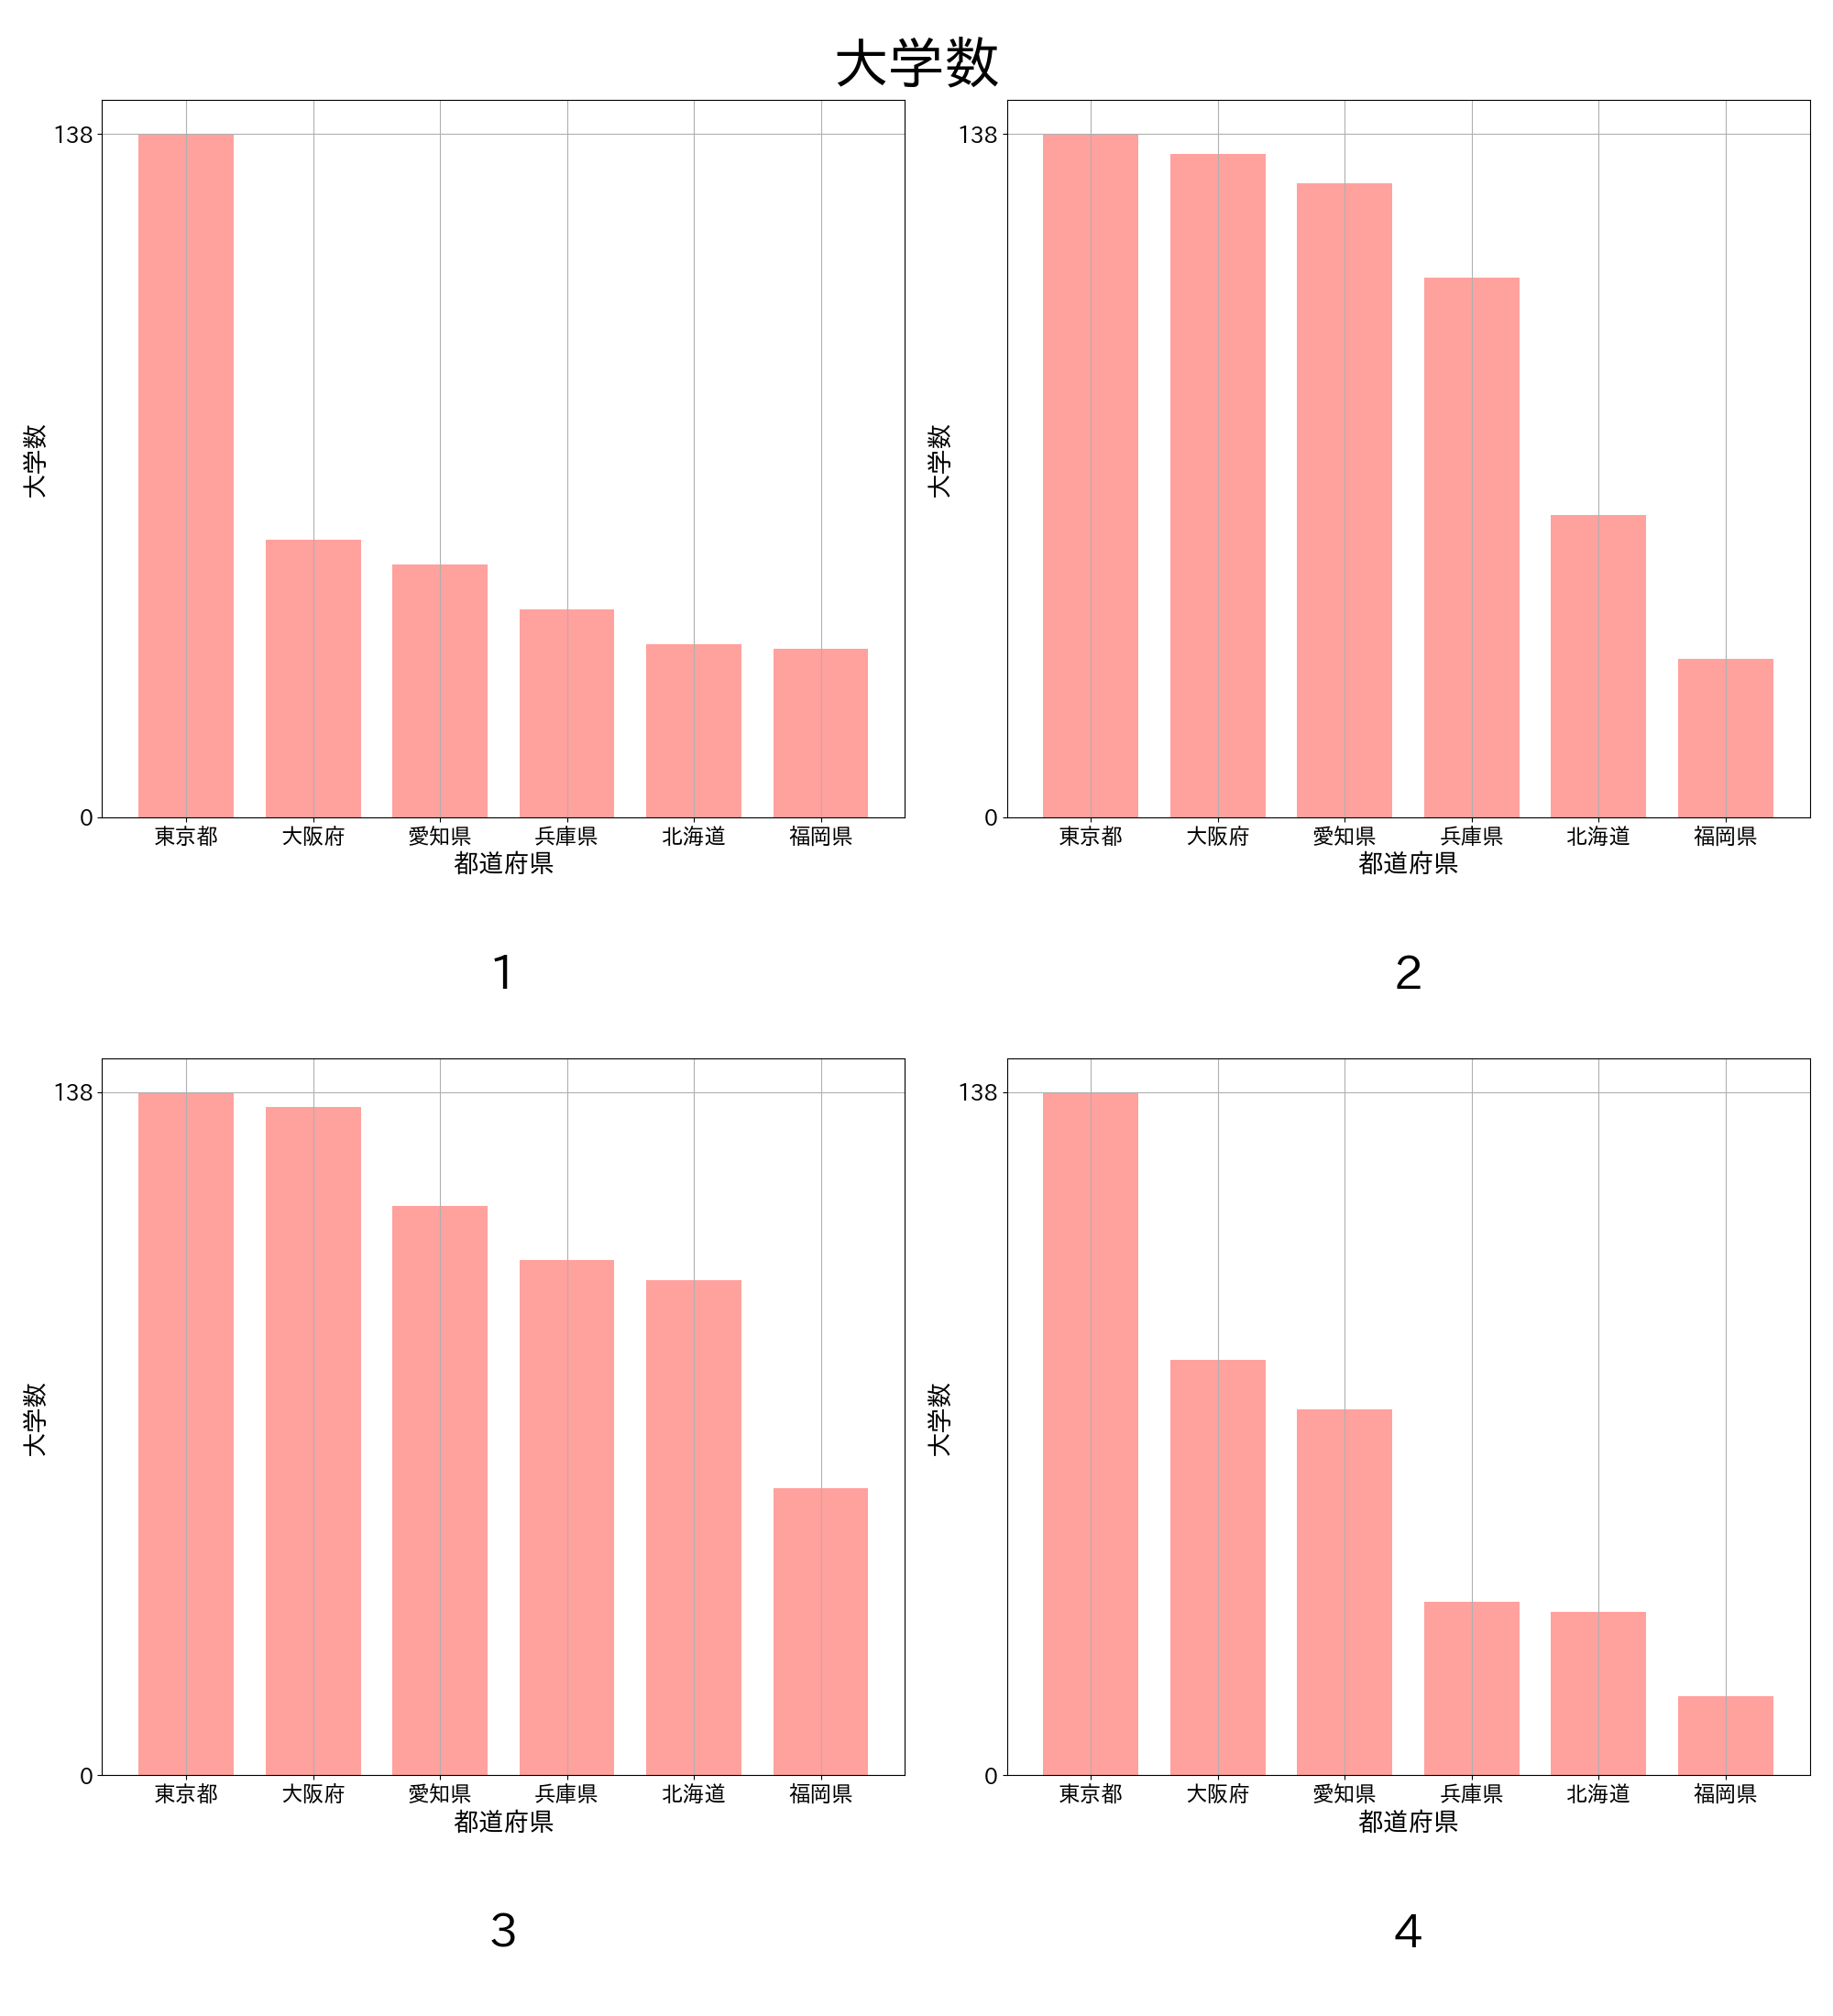 大学数
138
0
大学数
東京都 大阪府 愛知県 兵庫県 北海道 福岡県
都道府県
1
138
0
大学数
東京都 大阪府 愛知県 兵庫県 北海道 福岡県
都道府県
2
138
0
大学数
東京都 大阪府 愛知県 兵庫県 北海道 福岡県
都道府県
3
138
0
大学数
東京都 大阪府 愛知県 兵庫県 北海道 福岡県
都道府県
4